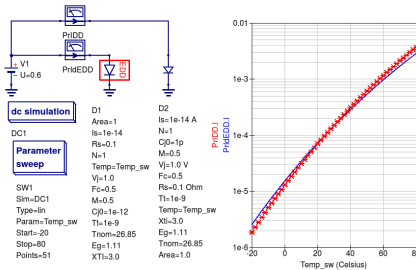 PrIDD
PrIdEDD
V1
U=0.6
EDD
dc simulation
DC1
Parameter
sweep
SW1
Sim=DC1
Type=lin
Param=Temp_sw
Start=-20
Stop=80
Points=51
D1
Area=1
Is=1e-14
Rs=0.1
N=1
Temp=Temp_sw
Vj=1.0
Fc=0.5
M=0.5
Cj0=1e-12
Tt=1e-9
Tnom=26.85
Eg=1.11
XTI=3.0
D2
Is=1e-14 A
N=1
Cj0=1p
M=0.5
Vj=1.0 V
Fc=0.5
Rs=0.1 Ohm
Tt=1e-9
Temp=Temp_sw
Xti=3.0
Eg=1.11
Tnom=26.85
Area=1.0
PrIDD.I
PrIdEDD.I
0.01
1e-3
1e-4
1e-5
1e-6
-20 0 20 40 60 80
Temp_sw (Celsius)